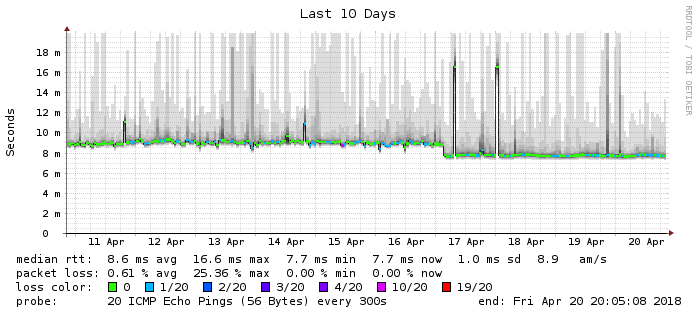 Last 10 Days
RRDTOOL / TOBI OETIKER
Seconds
18 m
16 m
14 m
12 m
10 m
8 m
6 m
4 m
2 m
0
11 Apr 12 Apr 13 Apr 14 Apr 15 Apr 16 Apr 17 Apr 18 Apr 19 Apr 20 Apr
median rtt: 8.6 ms avg 16.6 ms max 7.7 ms min 7.7 ms now 1.0 ms sd 8.9 am/s
packet loss: 0.61 % avg 25.36 % max 0.00 % min 0.00 % now
loss color: 0 1/20 2/20 3/20 4/20 10/20 19/20
probe: 20 ICMP Echo Pings (56 Bytes) every 300s end: Fri Apr 20 20:05:08 2018